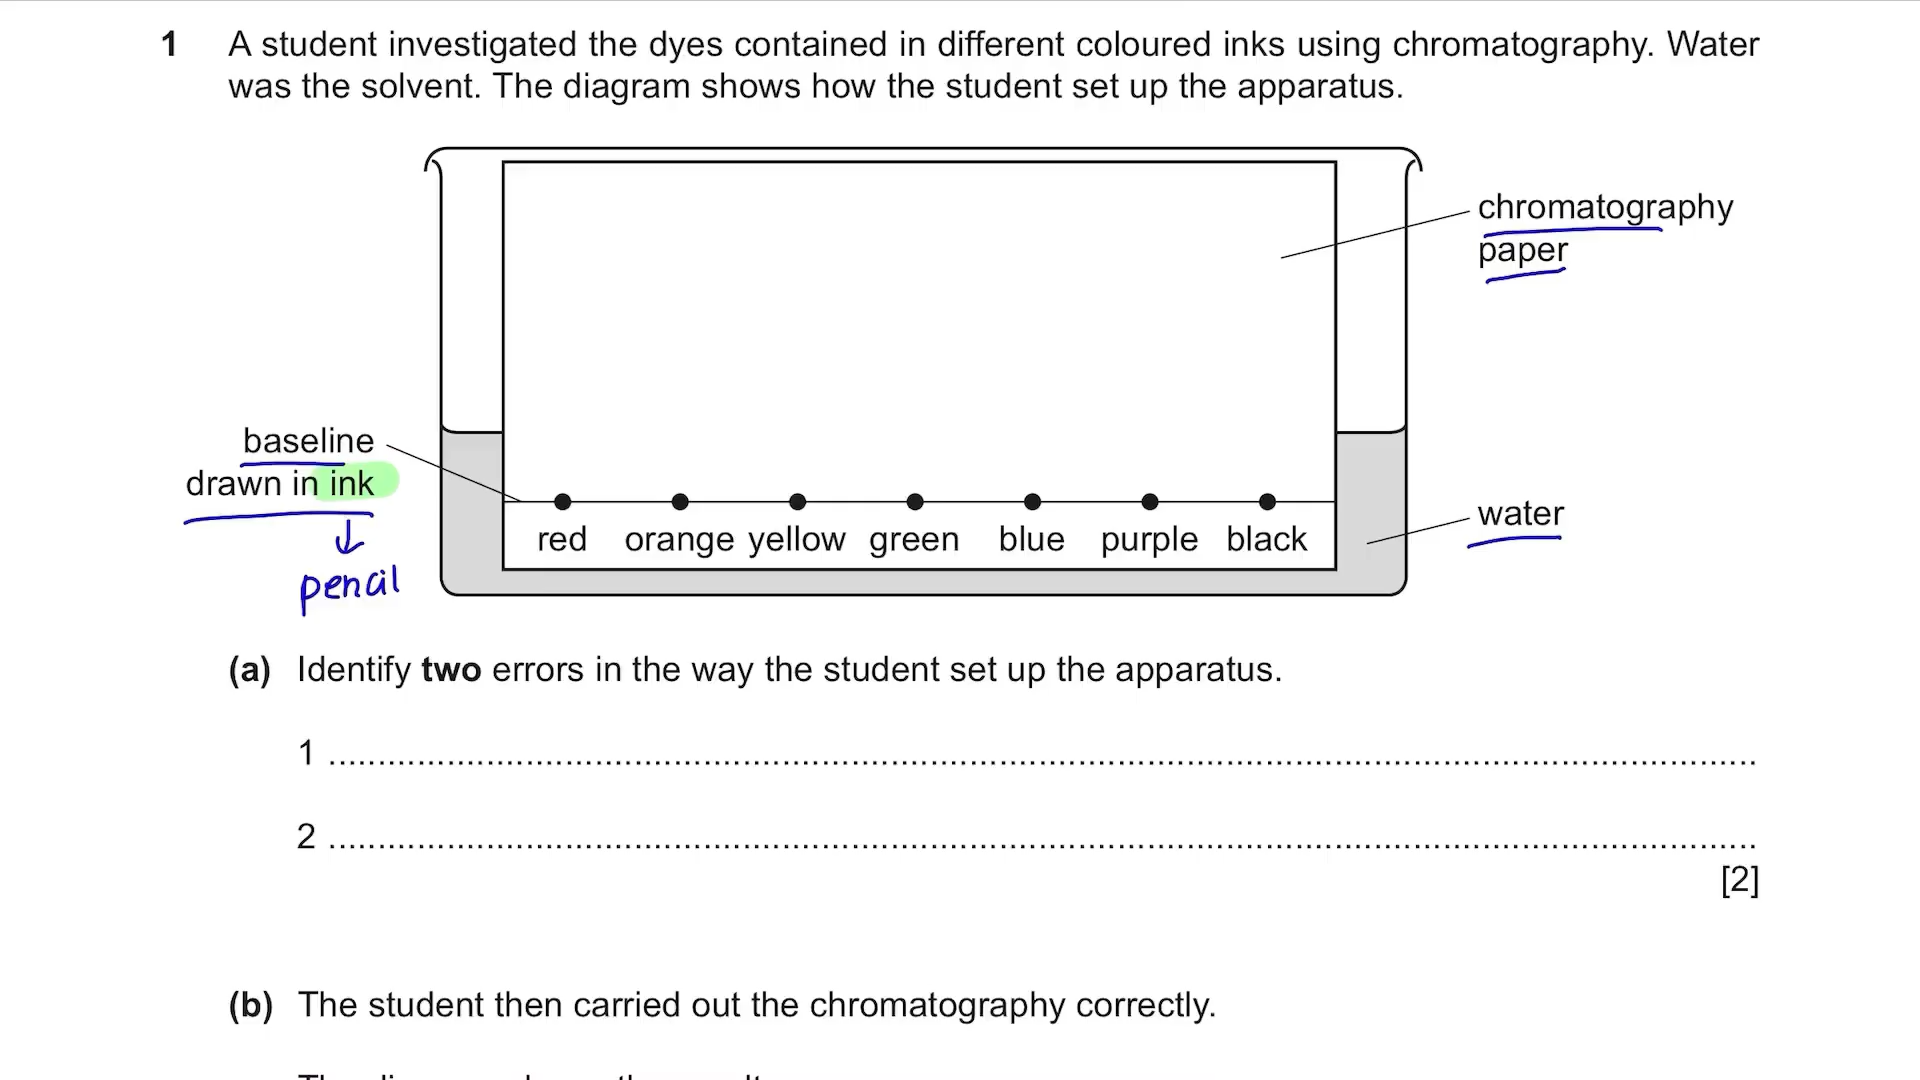 1 A student investigated the dyes contained in different coloured inks using chromatography. Water
was the solvent. The diagram shows how the student set up the apparatus.
chromatography
paper
baseline
drawn in ink
pencil
water
red orange yellow green blue purple black
(a) Identify two errors in the way the student set up the apparatus.
1 ........................................................................................................................
2 ........................................................................................................................
[2]
(b) The student then carried out the chromatography correctly.